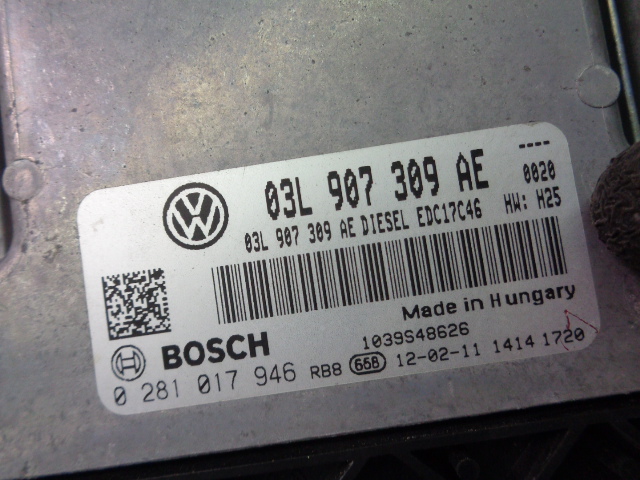 ----
03L 907 309 AE 0020
03L 907 309 AE DIESEL EDC17C46 HW: H25
Made in Hungary
BOSCH 1039S48626
0 281 017 946 RB8 65B 12-02-11 1414 1720